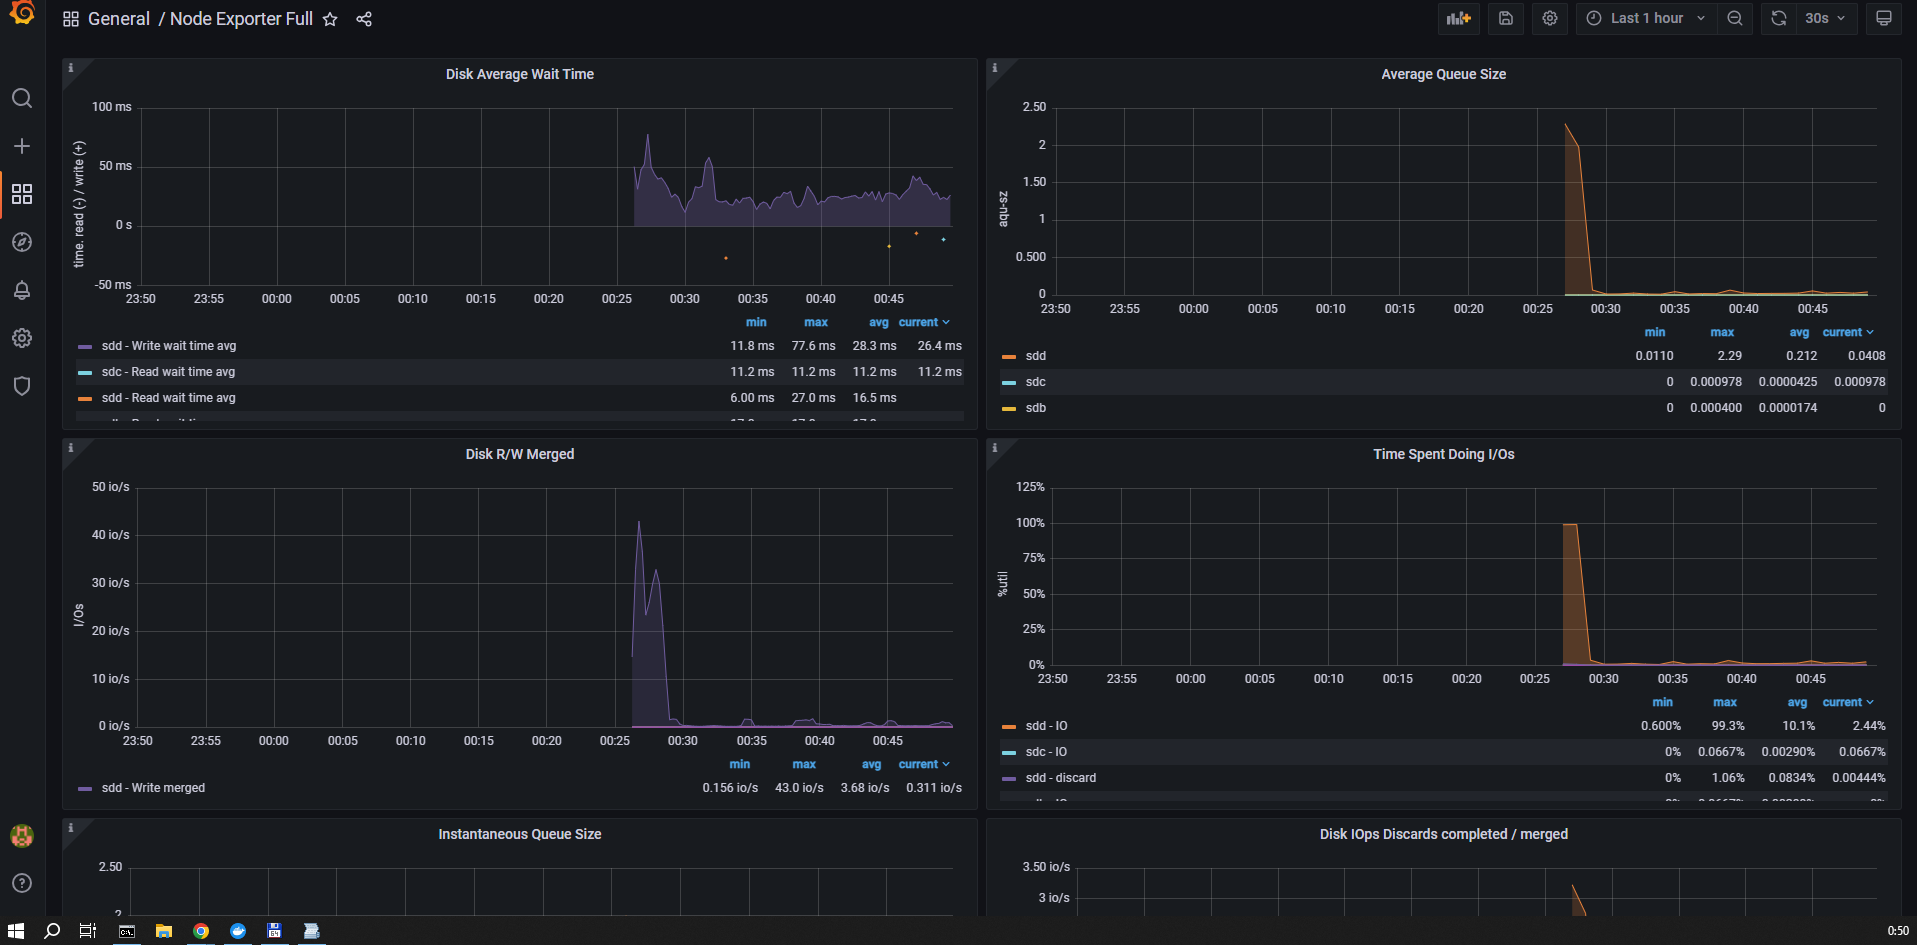 General / Node Exporter Full
Last 1 hour
30s
Disk Average Wait Time
time. read (-) / write (+)
100 ms
50 ms
0 s
-50 ms
23:50 23:55 00:00 00:05 00:10 00:15 00:20 00:25 00:30 00:35 00:40 00:45
min max avg current
sdd - Write wait time avg 11.8 ms 77.6 ms 28.3 ms 26.4 ms
sdc - Read wait time avg 11.2 ms 11.2 ms 11.2 ms 11.2 ms
sdd - Read wait time avg 6.00 ms 27.0 ms 16.5 ms
Average Queue Size
aqu-sz
2.50
2
1.50
1
0.500
0
23:50 23:55 00:00 00:05 00:10 00:15 00:20 00:25 00:30 00:35 00:40 00:45
min max avg current
sdd 0.0110 2.29 0.212 0.0408
sdc 0 0.000978 0.0000425 0.000978
sdb 0 0.000400 0.0000174 0
Disk R/W Merged
I/Os
50 io/s
40 io/s
30 io/s
20 io/s
10 io/s
0 io/s
23:50 23:55 00:00 00:05 00:10 00:15 00:20 00:25 00:30 00:35 00:40 00:45
min max avg current
sdd - Write merged 0.156 io/s 43.0 io/s 3.68 io/s 0.311 io/s
Time Spent Doing I/Os
%util
125%
100%
75%
50%
25%
0%
23:50 23:55 00:00 00:05 00:10 00:15 00:20 00:25 00:30 00:35 00:40 00:45
min max avg current
sdd - IO 0.600% 99.3% 10.1% 2.44%
sdc - IO 0% 0.0667% 0.00290% 0.0667%
sdd - discard 0% 1.06% 0.0834% 0.00444%
Instantaneous Queue Size
2.50
2
Disk IOps Discards completed / merged
3.50 io/s
3 io/s
64
0:50